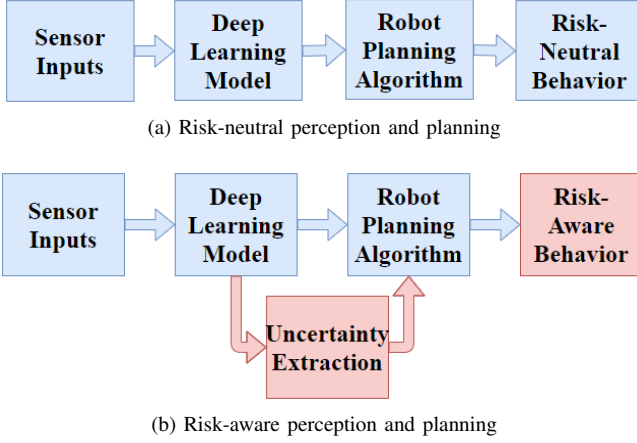 Sensor
Inputs
Deep
Learning
Model
Robot
Planning
Algorithm
Risk-
Neutral
Behavior
(a) Risk-neutral perception and planning
Sensor
Inputs
Deep
Learning
Model
Robot
Planning
Algorithm
Risk-
Aware
Behavior
Uncertainty
Extraction
(b) Risk-aware perception and planning